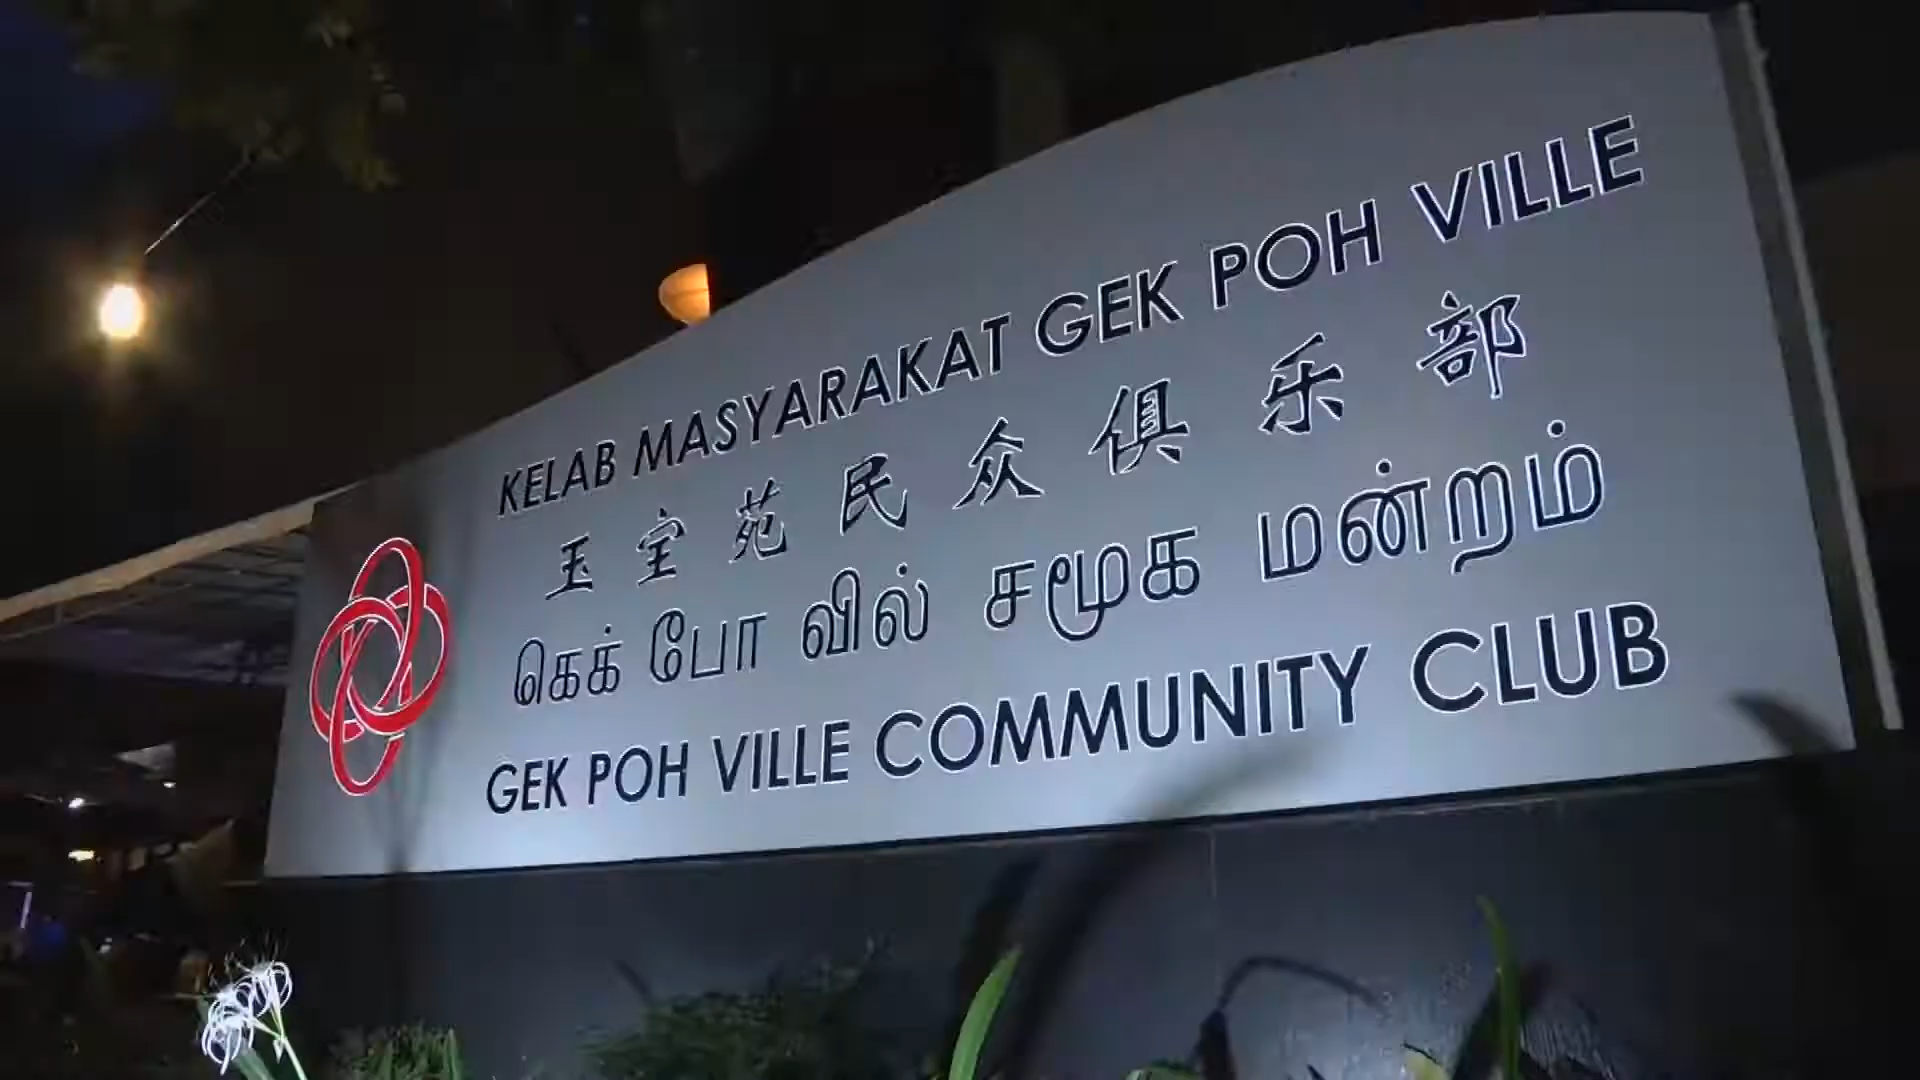 KELAB MASYARAKAT GEK POH VILLE
玉宝苑民众俱乐部
கெக் போ வில் சமூக மன்றம்
GEK POH VILLE COMMUNITY CLUB